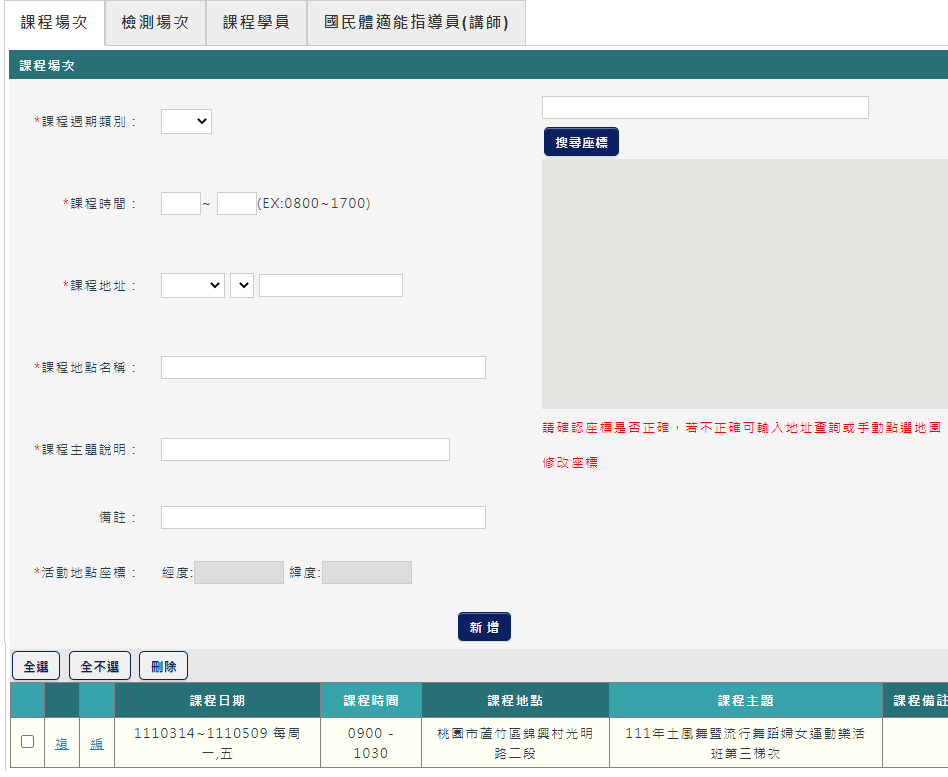 課程場次 檢測場次 課程學員 國民體適能指導員(講師)
課程場次
*課程週期類別：
搜尋座標
*課程時間： ~ (EX:0800~1700)
*課程地址：
*課程地點名稱：
請確認座標是否正確，若不正確可輸入地址查詢或手動點選地圖
修改座標
*課程主題說明：
備註：
*活動地點座標： 經度: 緯度:
新增
全選 全不選 刪除
課程日期 課程時間 課程地點 課程主題 課程備註
複 編 1110314~1110509 每周 0900 - 桃園市蘆竹區錦興村光明 111年土風舞暨流行舞蹈婦女運動樂活
一,五 1030 路二段 班第三梯次